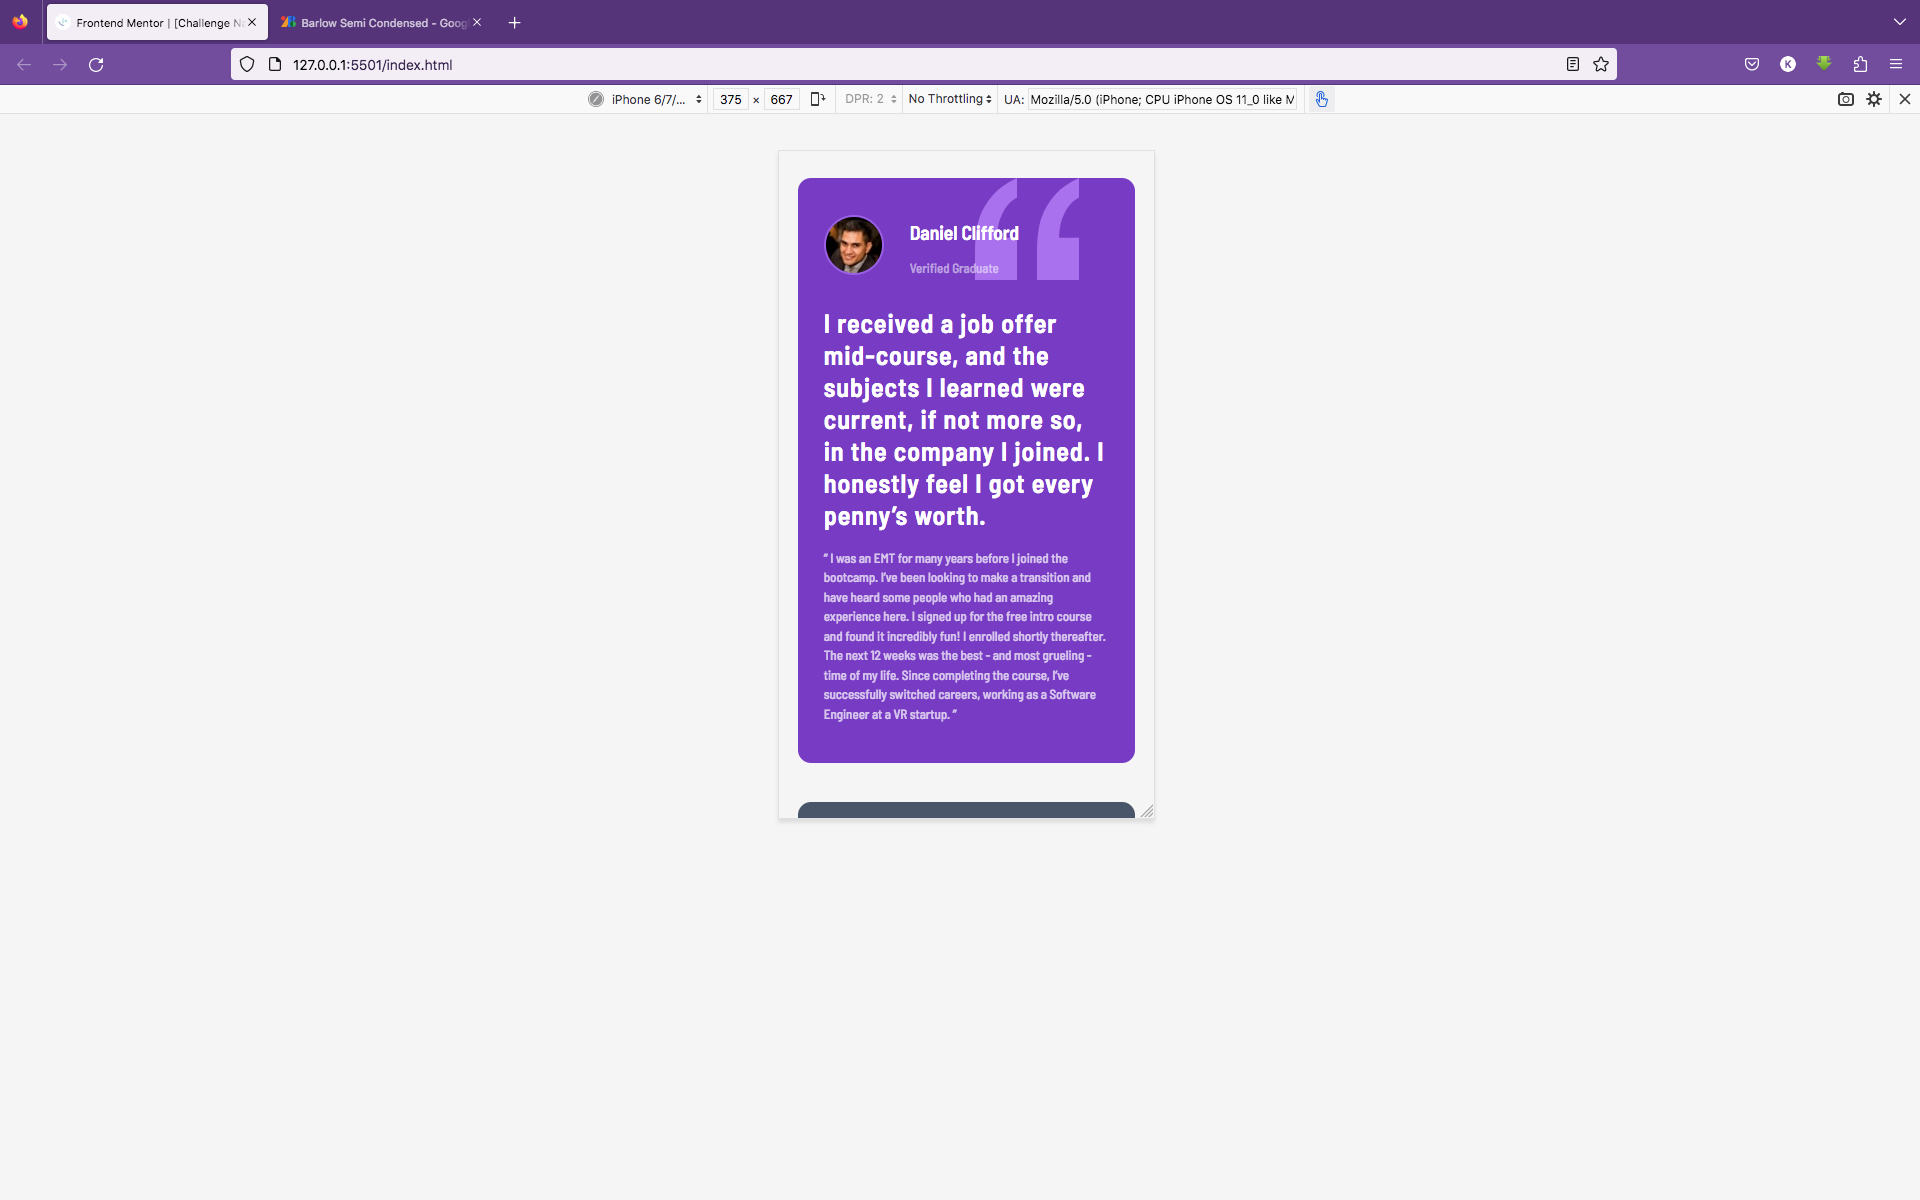 Frontend Mentor | [Challenge N
Barlow Semi Condensed - Goog
127.0.0.1:5501/index.html
K
iPhone 6/7/... 375 × 667 DPR: 2 No Throttling UA: Mozilla/5.0 (iPhone; CPU iPhone OS 11_0 like M
Daniel Clifford
Verified Graduate
I received a job offer
mid-course, and the
subjects I learned were
current, if not more so,
in the company I joined. I
honestly feel I got every
penny’s worth.
“ I was an EMT for many years before I joined the
bootcamp. I’ve been looking to make a transition and
have heard some people who had an amazing
experience here. I signed up for the free intro course
and found it incredibly fun! I enrolled shortly thereafter.
The next 12 weeks was the best - and most grueling -
time of my life. Since completing the course, I’ve
successfully switched careers, working as a Software
Engineer at a VR startup. ”